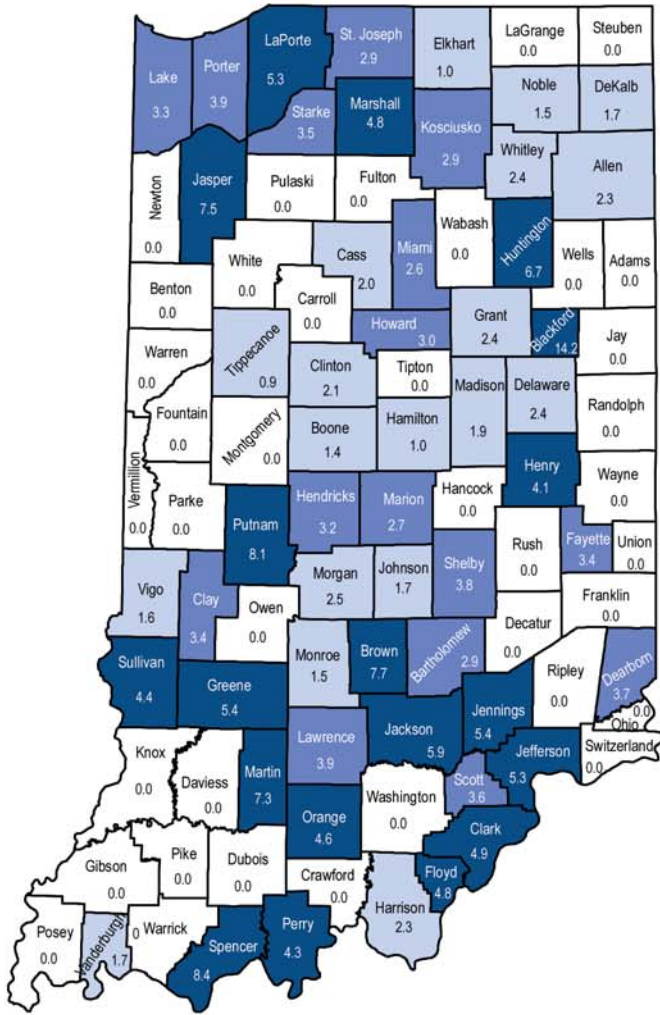 LaPorte
5.3
St. Joseph
2.9
Elkhart
1.0
LaGrange
0.0
Steuben
0.0
Lake
3.3
Porter
3.9
Starke
3.5
Marshall
4.8
Kosciusko
2.9
Noble
1.5
DeKalb
1.7
Whitley
2.4
Allen
2.3
Newton
0.0
Jasper
7.5
Pulaski
0.0
Fulton
0.0
Wabash
0.0
Huntington
6.7
Wells
0.0
Adams
0.0
Benton
0.0
White
0.0
Cass
2.0
Miami
2.6
Carroll
0.0
Howard
3.0
Grant
2.4
Blackford
14.2
Jay
0.0
Warren
0.0
Tippecanoe
0.9
Clinton
2.1
Tipton
0.0
Madison
1.9
Delaware
2.4
Randolph
0.0
Fountain
0.0
Montgomery
0.0
Boone
1.4
Hamilton
1.0
Henry
4.1
Wayne
0.0
Vermillion
0.0
Parke
0.0
Putnam
8.1
Hendricks
3.2
Marion
2.7
Hancock
0.0
Rush
0.0
Fayette
3.4
Union
0.0
Vigo
1.6
Clay
3.4
Owen
0.0
Morgan
2.5
Johnson
1.7
Shelby
3.8
Franklin
0.0
Decatur
0.0
Sullivan
4.4
Greene
5.4
Monroe
1.5
Brown
7.7
Bartholomew
2.9
Ripley
0.0
Dearborn
3.7
0.0
Ohio
Jennings
5.4
Jackson
5.9
Jefferson
5.3
Switzerland
0.0
Knox
0.0
Daviess
0.0
Martin
7.3
Lawrence
3.9
Orange
4.6
Washington
0.0
Scott
3.6
Clark
4.9
Floyd
4.8
Gibson
0.0
Pike
0.0
Dubois
0.0
Crawford
0.0
Harrison
2.3
Posey
0.0
Vanderburgh
1.7
Warrick
0
Spencer
8.4
Perry
4.3